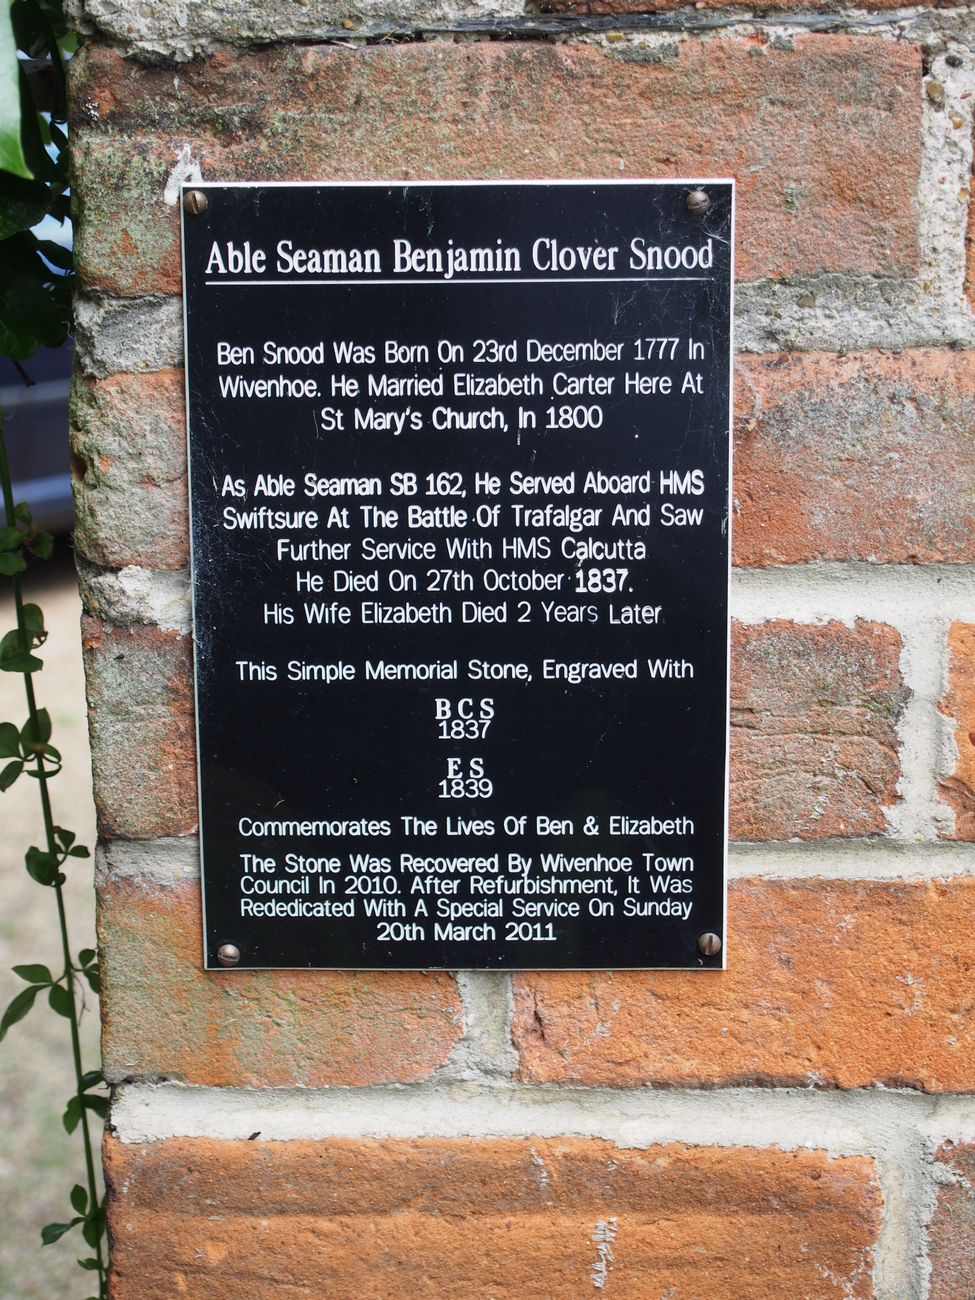 Able Seaman Benjamin Clover Snood
Ben Snood Was Born On 23rd December 1777 In
Wivenhoe. He Married Elizabeth Carter Here At
St Mary's Church, In 1800
As Able Seaman SB 162, He Served Aboard HMS
Swiftsure At The Battle Of Trafalgar And Saw
Further Service With HMS Calcutta
He Died On 27th October 1837.
His Wife Elizabeth Died 2 Years Later
This Simple Memorial Stone, Engraved With
B C S
1837
E S
1839
Commemorates The Lives Of Ben & Elizabeth
The Stone Was Recovered By Wivenhoe Town
Council In 2010. After Refurbishment, It Was
Rededicated With A Special Service On Sunday
20th March 2011